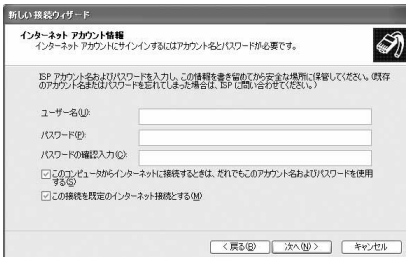 新しい接続ウィザード
インターネット アカウント情報
インターネット アカウントにサインインするにはアカウント名とパスワードが必要です。
ISP アカウント名およびパスワードを入力し、この情報を書き留めてから安全な場所に保管してください。(既存
のアカウント名またはパスワードを忘れてしまった場合は、ISP に問い合わせてください。)
ユーザー名(U):
パスワード(P):
パスワードの確認入力(C):
このコンピュータからインターネットに接続するときは、だれでもこのアカウント名およびパスワードを使用
する(S)
この接続を既定のインターネット接続とする(M)
< 戻る(B)
次へ(N) >
キャンセル